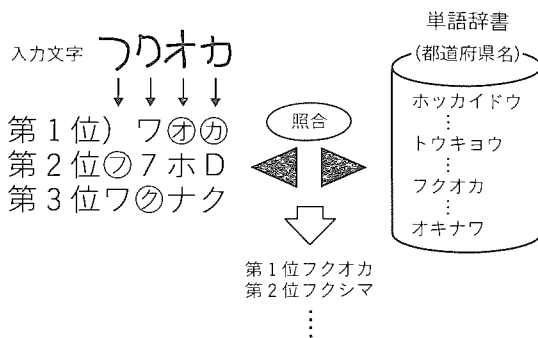 入力文字 フクオカ
第1位) ワオカ
第2位フ7ホD
第3位ワクナク
照合
単語辞書
(都道府県名)
ホッカイドウ
⋮
トウキョウ
⋮
フクオカ
⋮
オキナワ
第1位フクオカ
第2位フクシマ
⋮